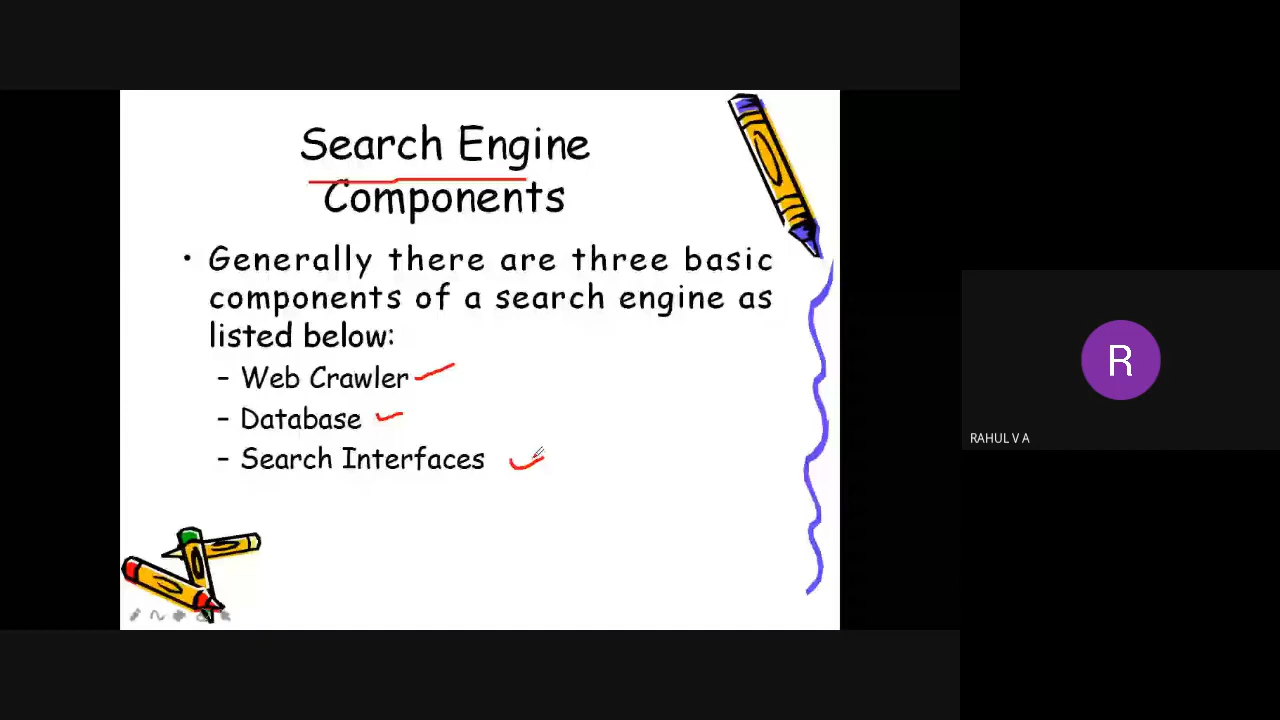 Search Engine
Components
• Generally there are three basic
components of a search engine as
listed below:
– Web Crawler
– Database
– Search Interfaces
R
RAHUL V A